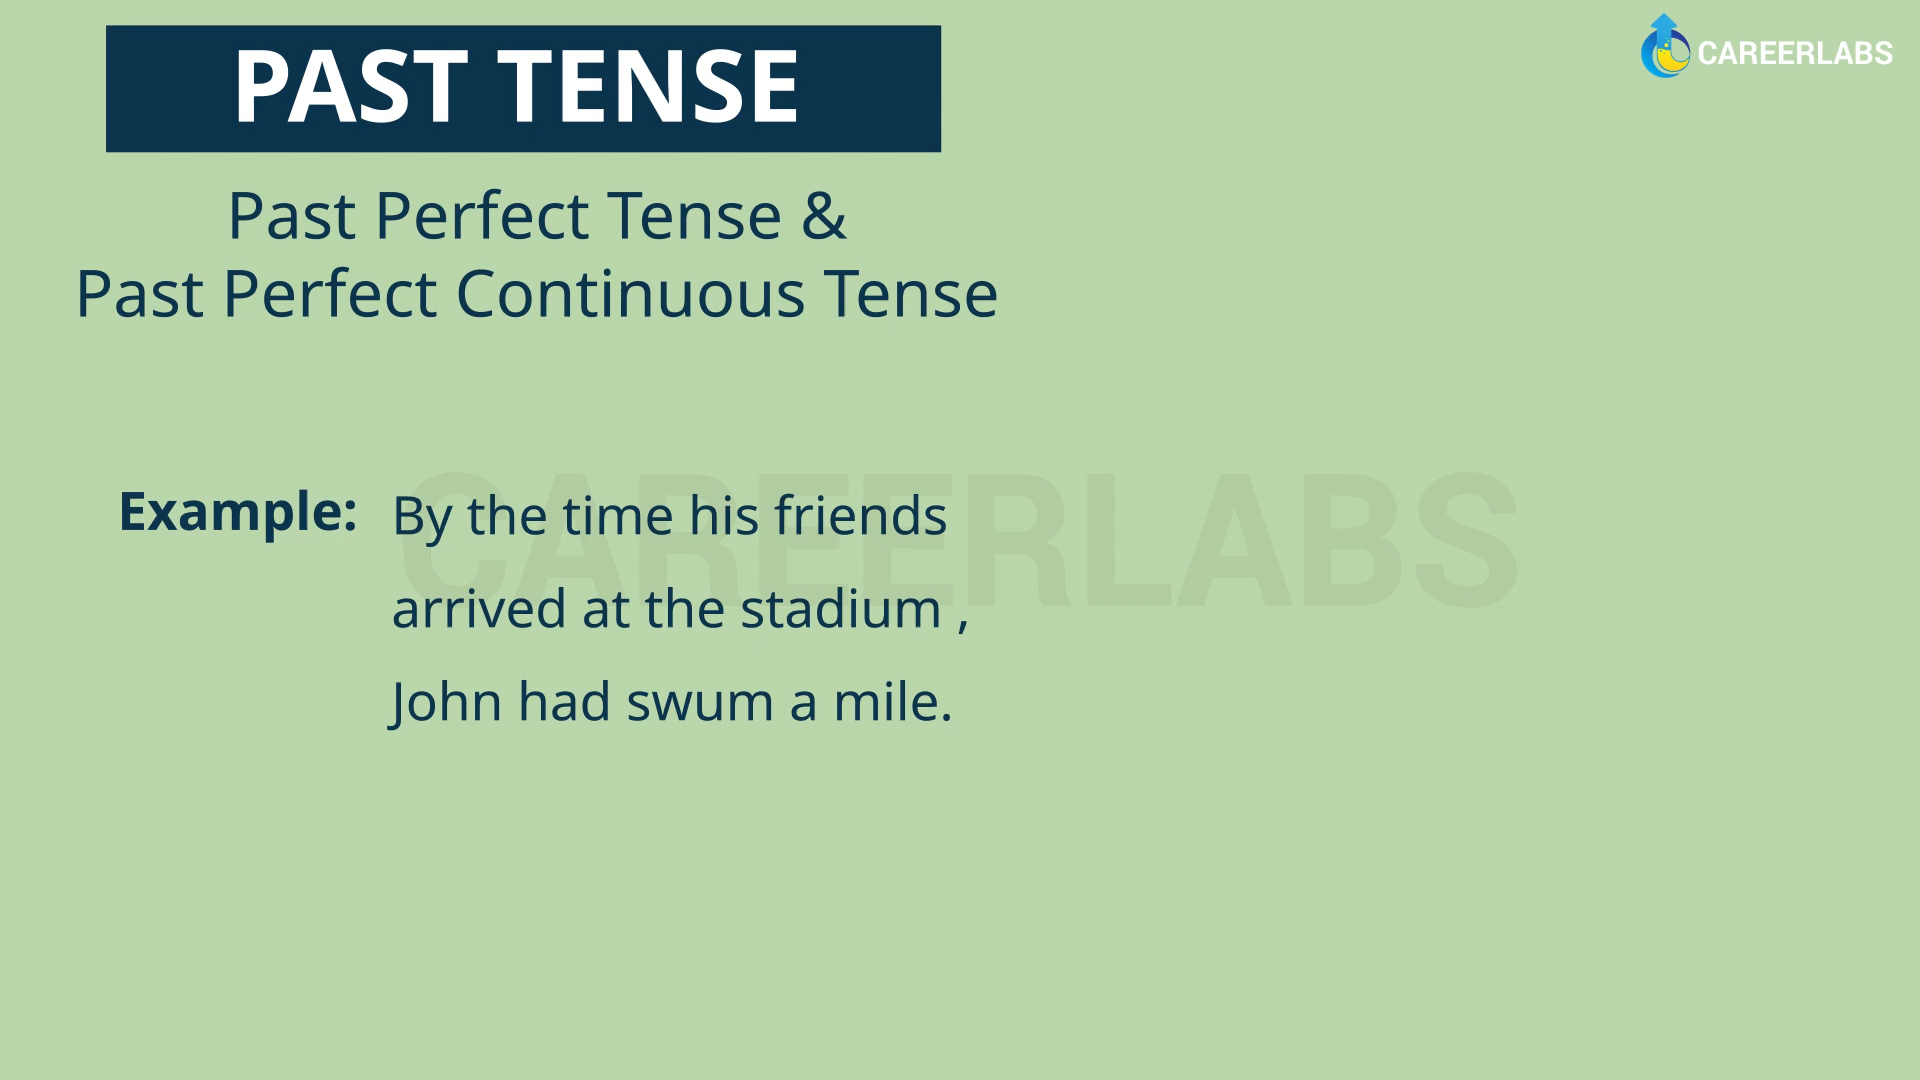 PAST TENSE
CAREERLABS
Past Perfect Tense &
Past Perfect Continuous Tense
CAREERLABS
Example: By the time his friends
arrived at the stadium ,
John had swum a mile.